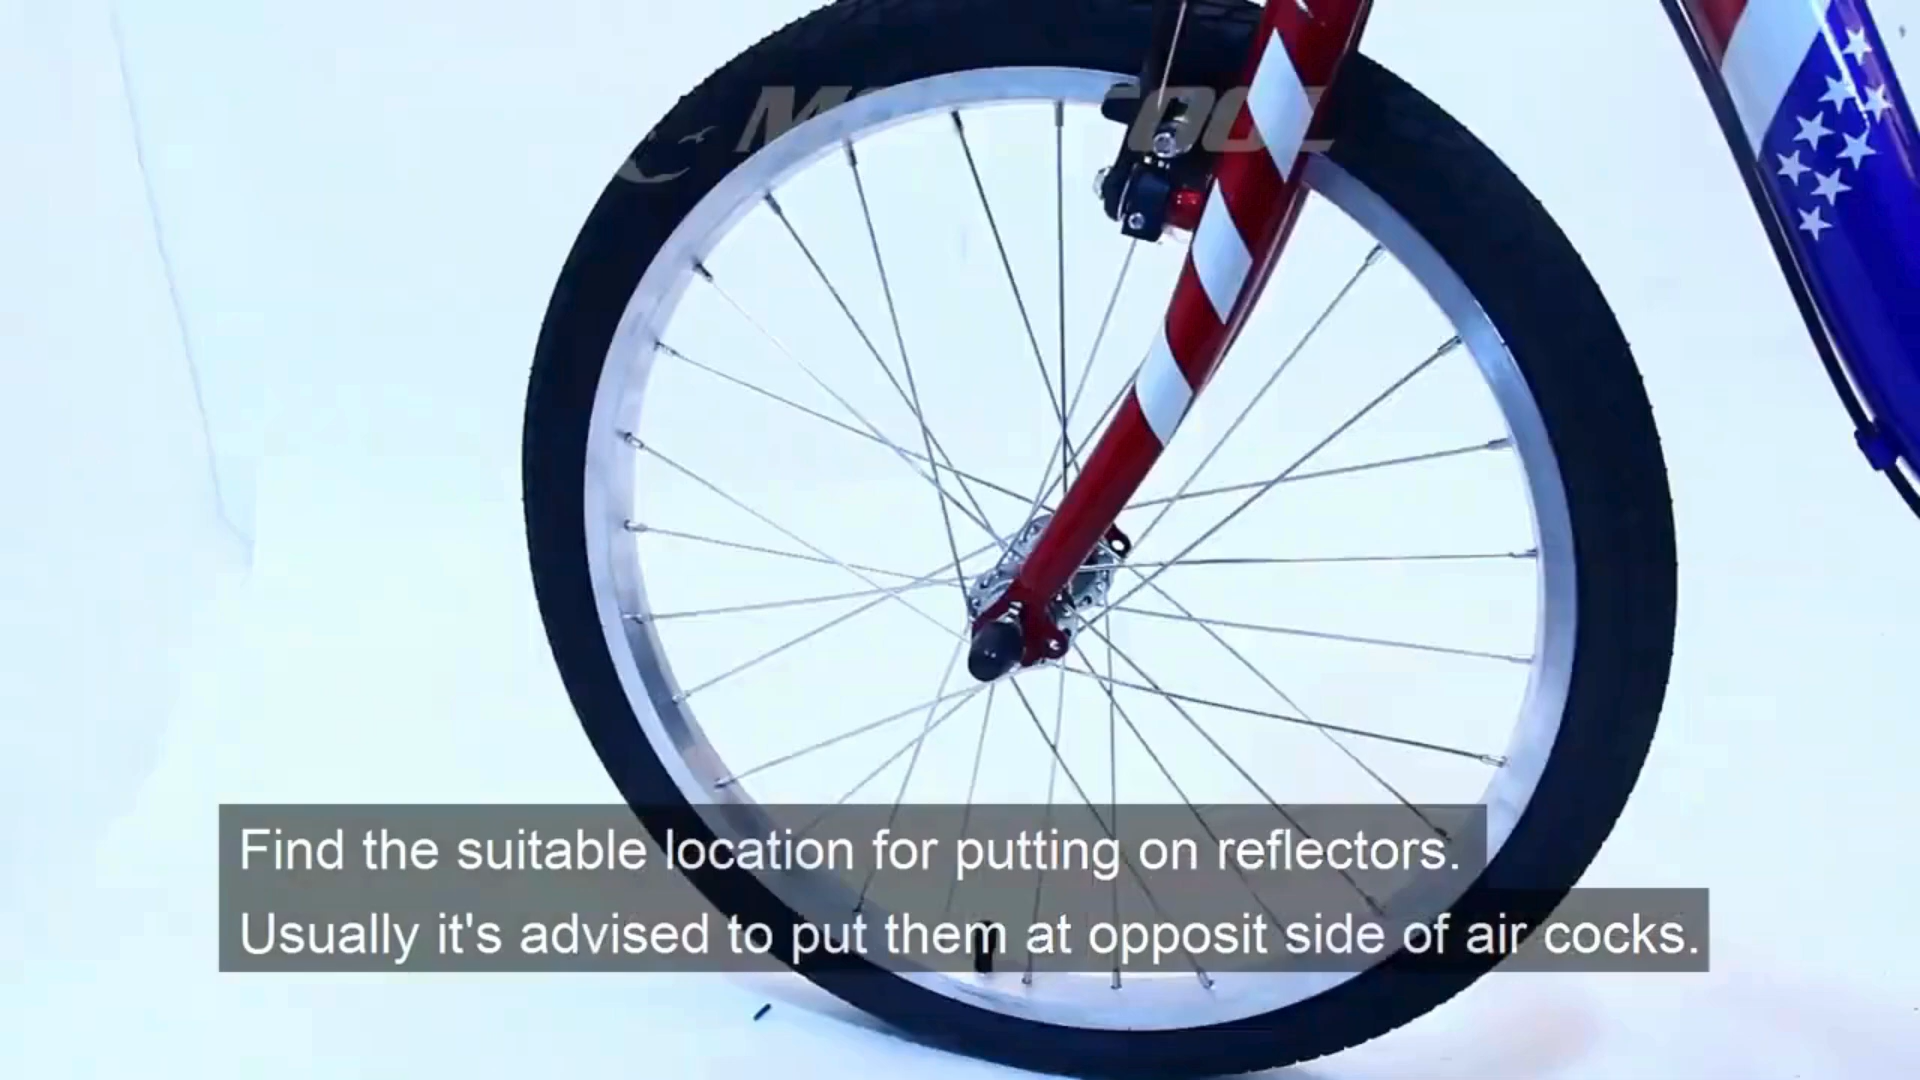 Find the suitable location for putting on reflectors.
Usually it's advised to put them at opposit side of air cocks.